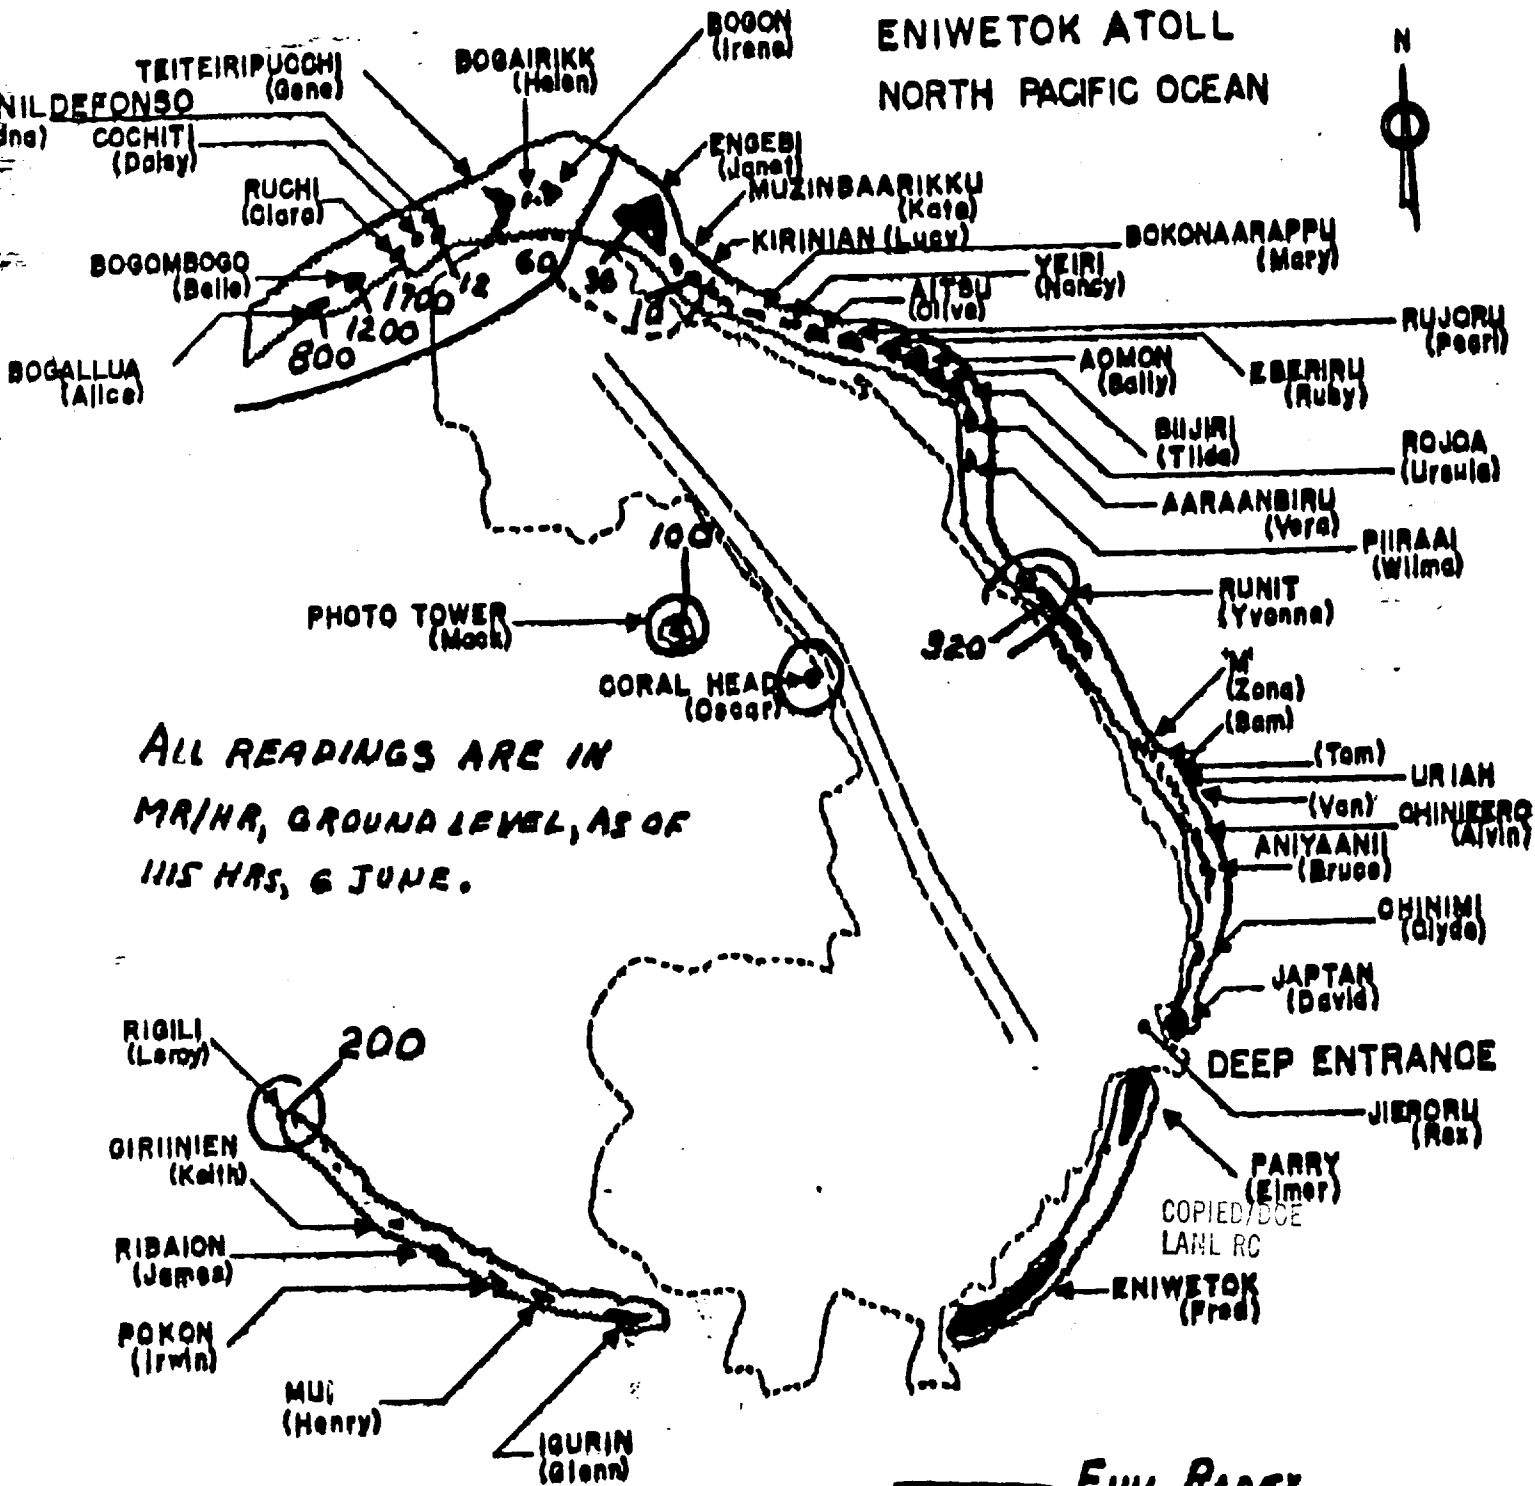 ENIWETOK ATOLL
NORTH PACIFIC OCEAN
N
BOGON
(Irene)
BOGAIRIKK
(Helen)
TEITEIRIPUCCHI
(Gene)
NILDEFONSO
COCHITI
(Daisy)
RUCHI
(Clara)
BOGOMBOGO
(Belle)
BOGALLUA
(Alice)
800
1200
1700
12
60
36
10
ENGEBI
(Janet)
MUZINBAARIKKU
(Kate)
KIRINIAN (Lucy)
BOKONAARAPPU
(Mary)
YEIRI
(Nancy)
AITSU
(Olive)
RUJORU
(Pearl)
EBERIRU
(Ruby)
AOMON
(Sally)
BIIJIRI
(Tilda)
ROJOA
(Ursula)
AARAANBIRU
(Vera)
PIIRAAI
(Wilma)
RUNIT
(Yvonne)
320
100
PHOTO TOWER
(Mack)
CORAL HEAD
(Oscar)
"M"
(Zona)
(Sam)
(Tom)
URIAH
(Van)
CHINIEERO
(Alvin)
ANIYAANII
(Bruce)
CHINIMI
(Clyde)
JAPTAN
(David)
DEEP ENTRANCE
JIERORU
(Rex)
PARRY
(Elmer)
COPIED/DOE
LANL RC
ENIWETOK
(Fred)
ALL READINGS ARE IN
MR/HR, GROUND LEVEL, AS OF
1115 HRS, 6 JUNE.
RIGILI
(Leroy)
200
GIRIINIEN
(Keith)
RIBAION
(James)
POKON
(Irwin)
MUI
(Henry)
IGURIN
(Glenn)